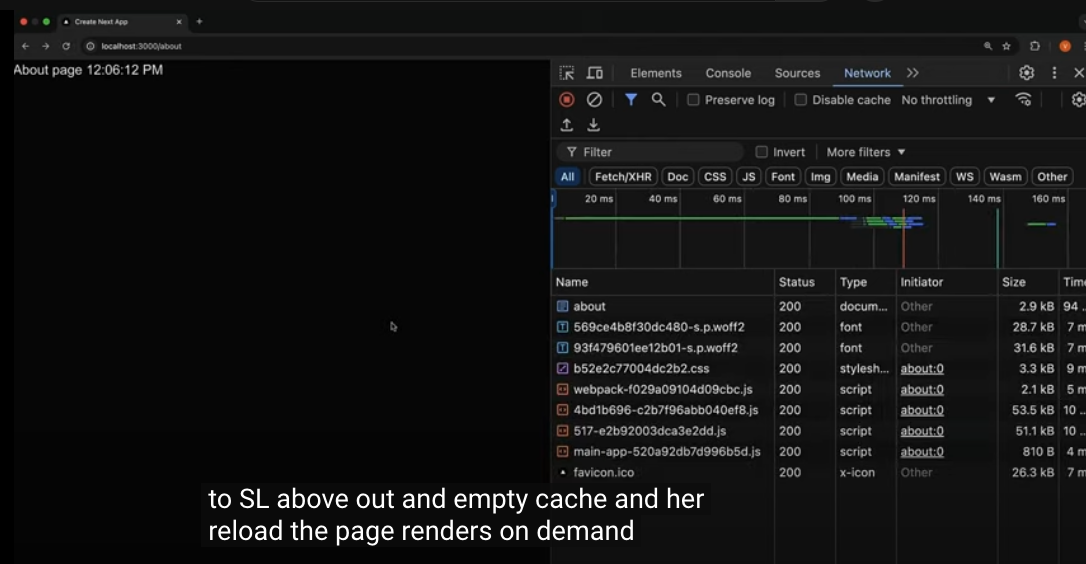 Create Next App
localhost:3000/about
About page 12:06:12 PM
Elements Console Sources Network
Preserve log Disable cache No throttling
Filter Invert More filters
All Fetch/XHR Doc CSS JS Font Img Media Manifest WS Wasm Other
20 ms 40 ms 60 ms 80 ms 100 ms 120 ms 140 ms 160 ms
Name Status Type Initiator Size Time
about 200 docum... Other 2.9 kB 94 ..
569ce4b8f30dc480-s.p.woff2 200 font Other 28.7 kB 7 m
93f479601ee12b01-s.p.woff2 200 font Other 31.6 kB 7 m
b52e2c77004dc2b2.css 200 stylesh... about:0 3.3 kB 9 m
webpack-f029a09104d09cbc.js 200 script about:0 2.1 kB 5 m
4bd1b696-c2b7f96abb040ef8.js 200 script about:0 53.5 kB 10 ..
517-e2b92003dca3e2dd.js 200 script about:0 51.1 kB 10 ..
main-app-520a92db7d996b5d.js 200 script about:0 810 B 4 m
favicon.ico 200 x-icon Other 26.3 kB 7 m
to SL above out and empty cache and her
reload the page renders on demand